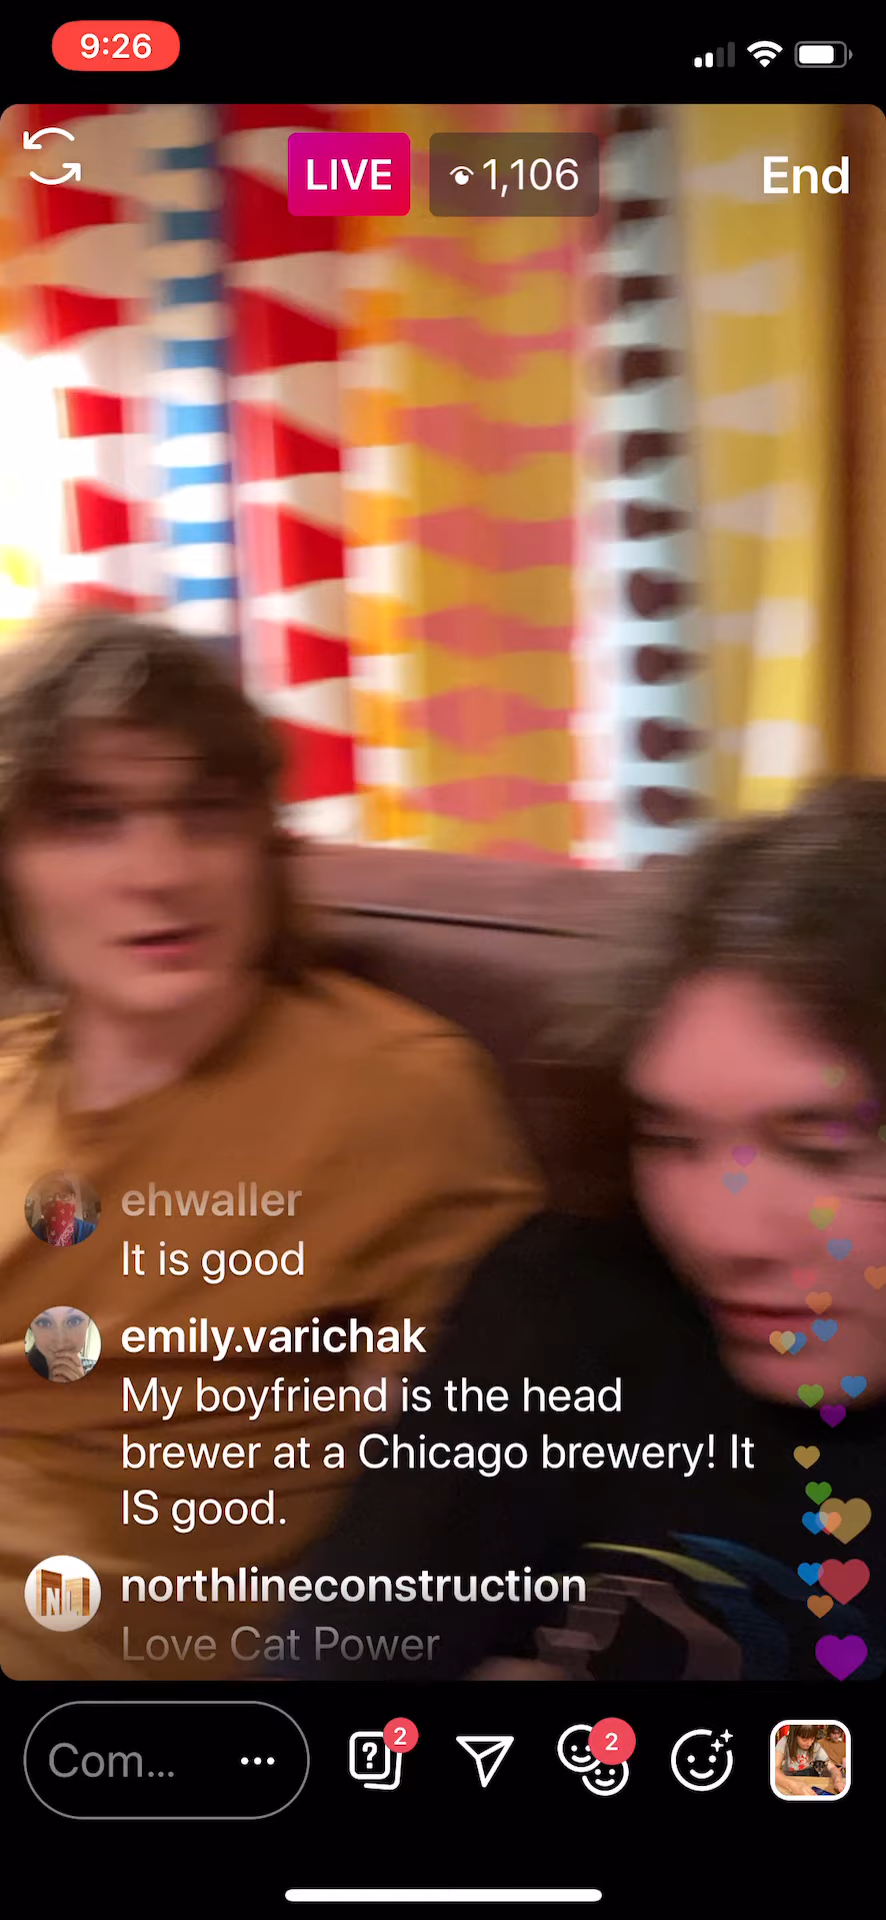 9:26
LIVE
1,106
End
ehwaller
It is good
emily.varichak
My boyfriend is the head
brewer at a Chicago brewery! It
IS good.
northlineconstruction
Love Cat Power
Com...
2
2